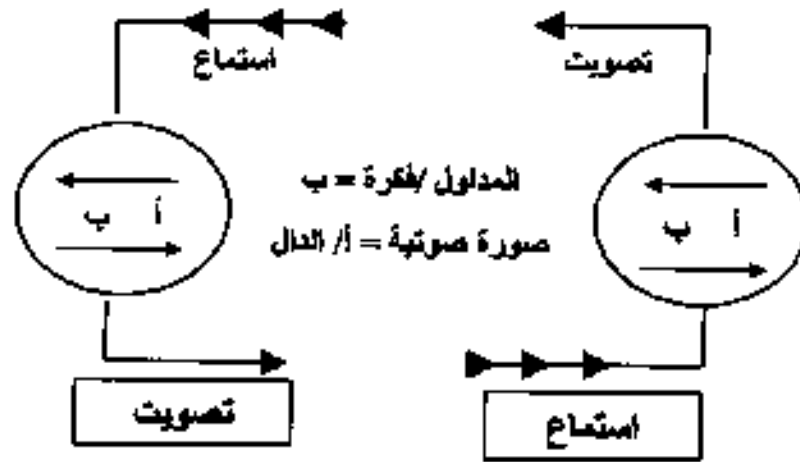 تصويت
استماع
المدلول /فكرة = ب
صورة صوتية = أ/ الدال
أ ب
أ ب
استماع
تصويت